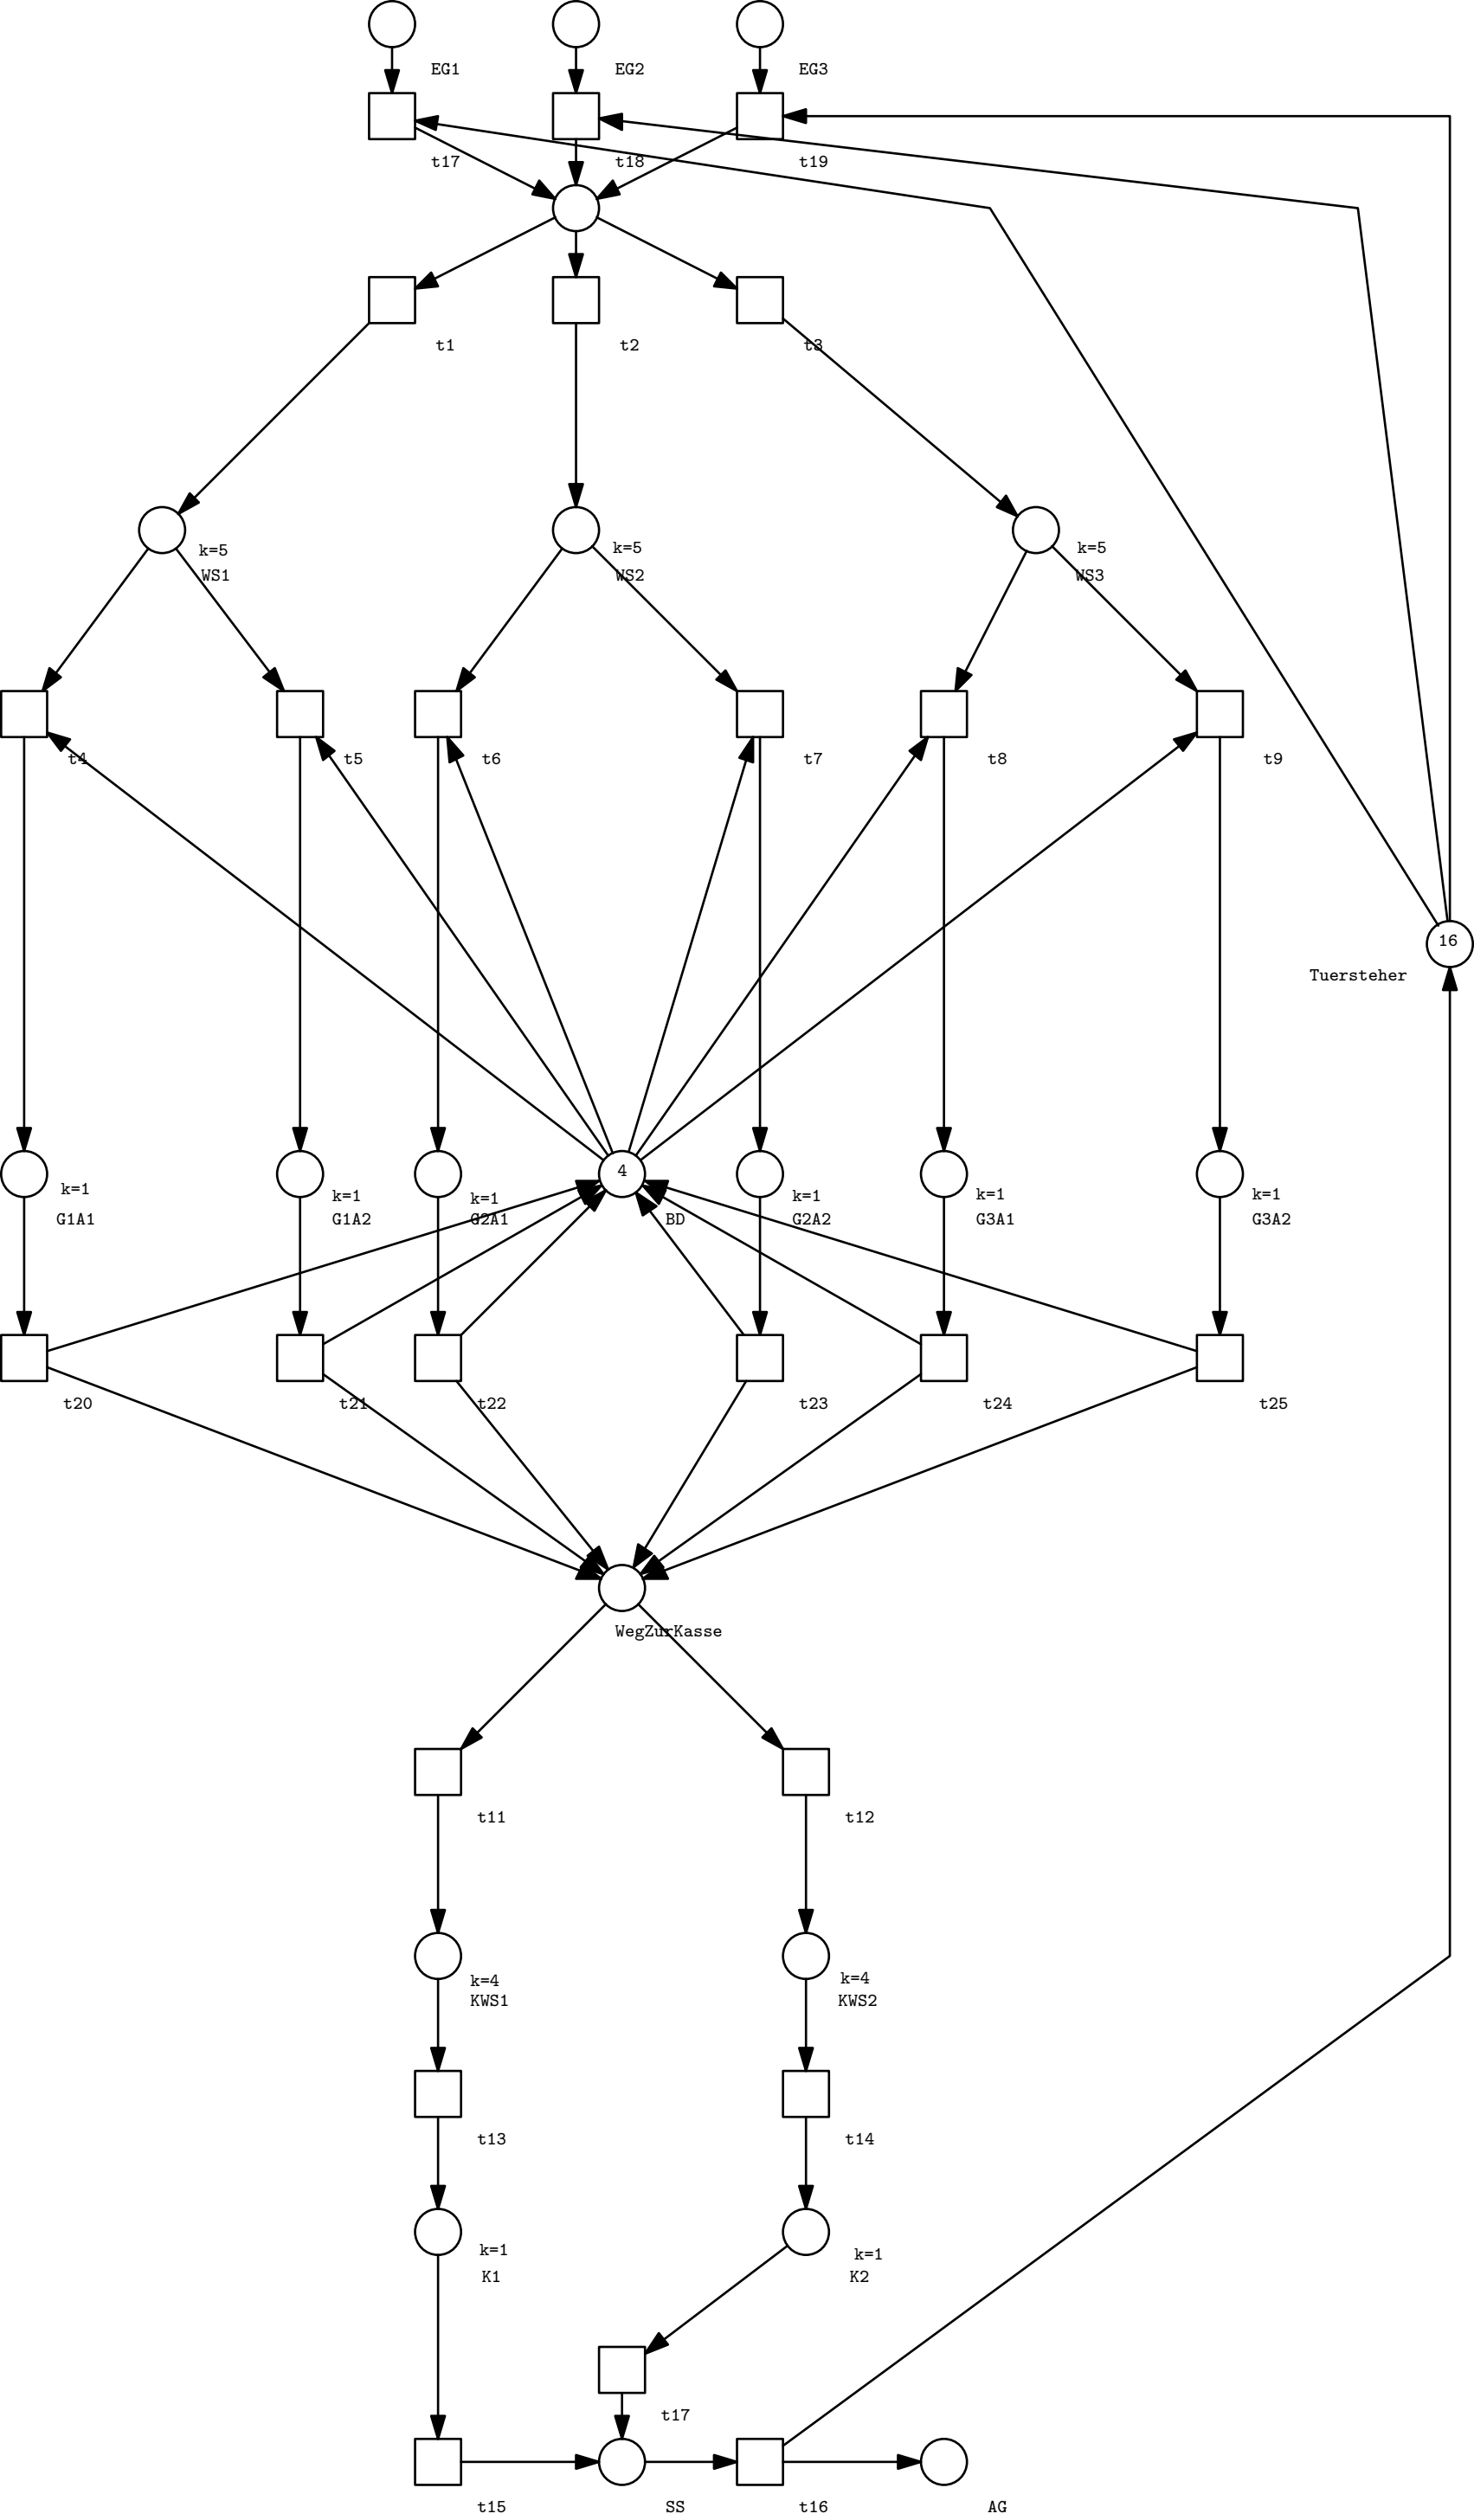 EG1
EG2
EG3
t17
t18
t19
t1
t2
t3
k=5
WS1
k=5
WS2
k=5
WS3
t4
t5
t6
t7
t8
t9
16
Tuersteher
4
k=1
G1A1
k=1
G1A2
k=1
G2A1
BD
k=1
G2A2
k=1
G3A1
k=1
G3A2
t20
t21
t22
t23
t24
t25
WegZurKasse
t11
t12
k=4
KWS1
k=4
KWS2
t13
t14
k=1
K1
k=1
K2
t17
t15
SS
t16
AG